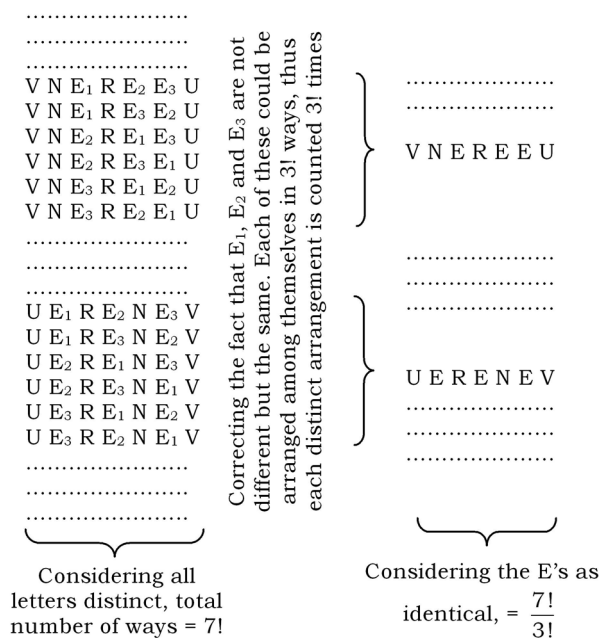 ........................
........................
........................
V N E₁ R E₂ E₃ U
V N E₁ R E₃ E₂ U
V N E₂ R E₁ E₃ U
V N E₂ R E₃ E₁ U
V N E₃ R E₁ E₂ U
V N E₃ R E₂ E₁ U
........................
........................
........................
U E₁ R E₂ N E₃ V
U E₁ R E₃ N E₂ V
U E₂ R E₁ N E₃ V
U E₂ R E₃ N E₁ V
U E₃ R E₁ N E₂ V
U E₃ R E₂ N E₁ V
........................
........................
........................
Considering all
letters distinct, total
number of ways = 7!
Correcting the fact that E₁, E₂ and E₃ are not
different but the same. Each of these could be
arranged among themselves in 3! ways, thus
each distinct arrangement is counted 3! times
......................
......................
V N E R E E U
......................
......................
......................
U E R E N E V
......................
......................
......................
Considering the E's as
identical, = 7!/3!